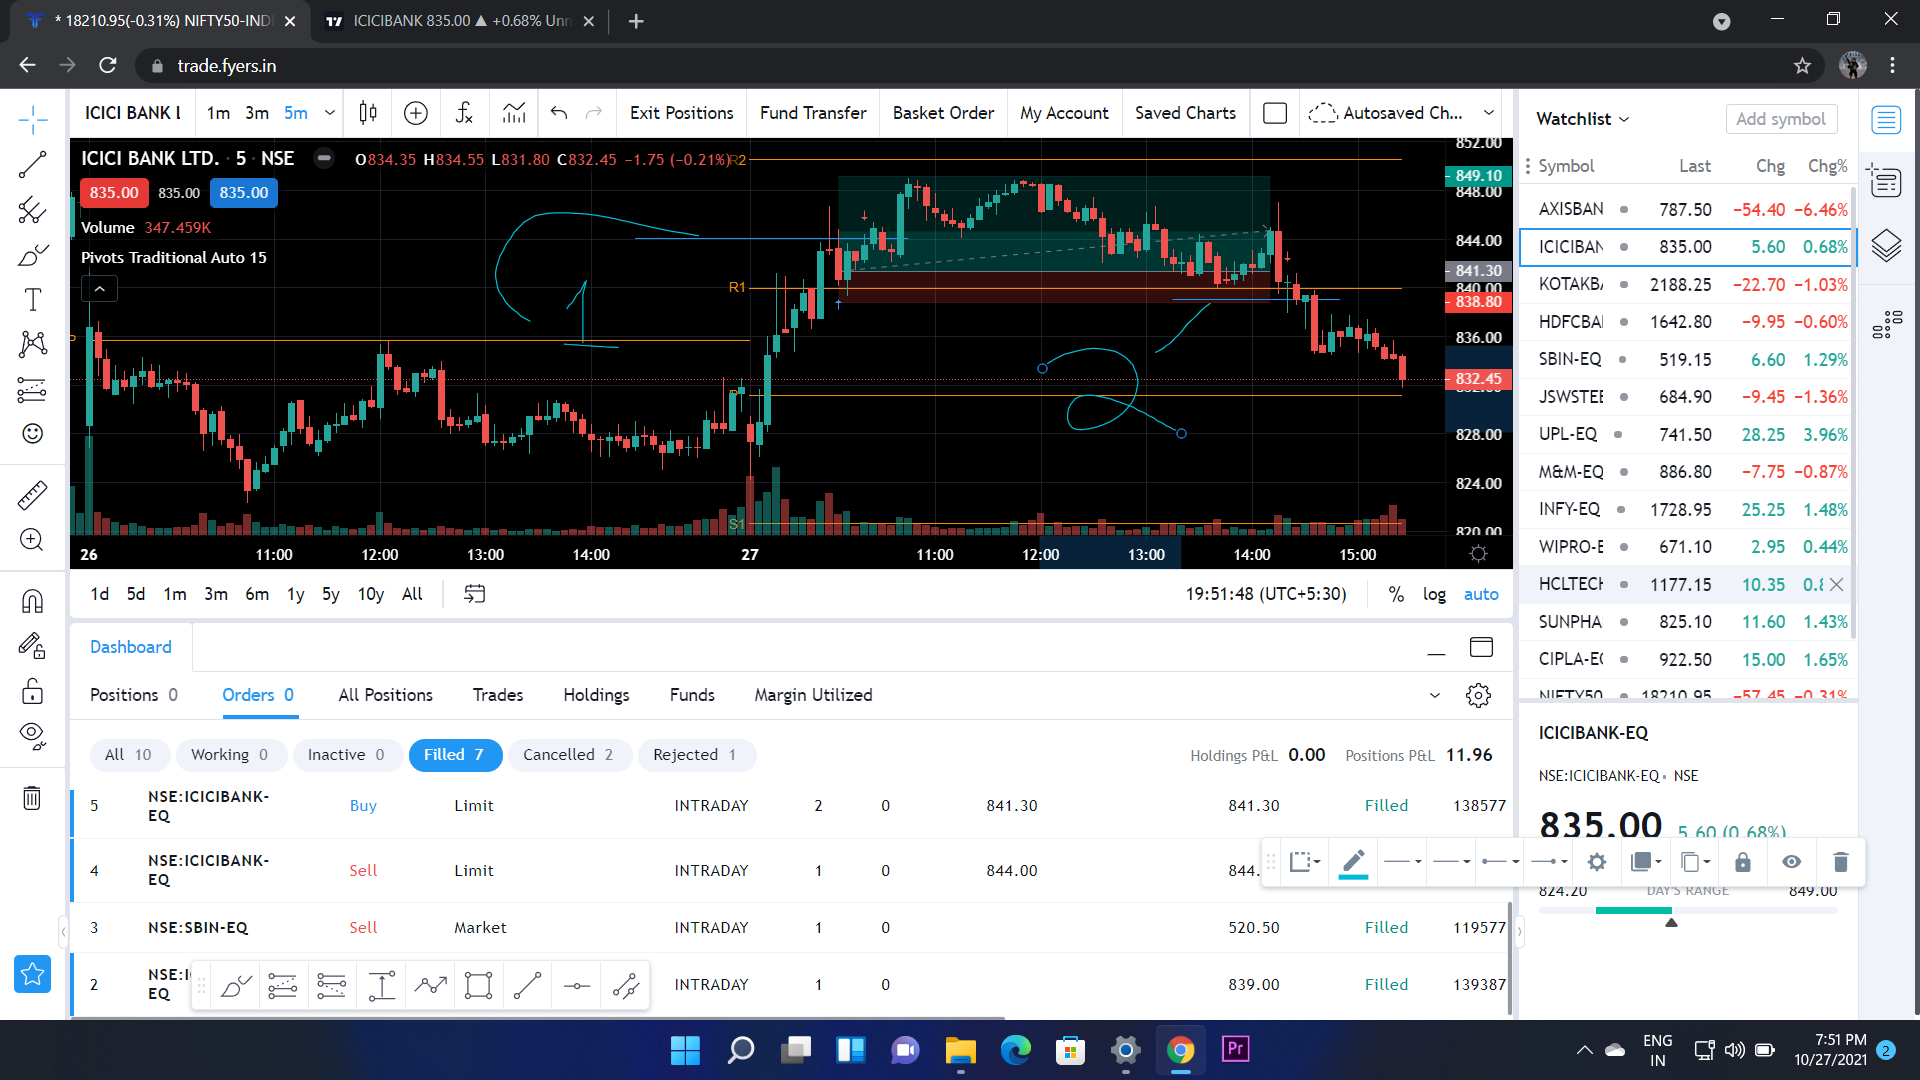 * 18210.95(-0.31%) NIFTY50-IND
ICICIBANK 835.00 ▲ +0.68% Unn
trade.fyers.in
ICICI BANK L 1m 3m 5m Exit Positions Fund Transfer Basket Order My Account Saved Charts Autosaved Ch...
ICICI BANK LTD. · 5 · NSE O834.35 H834.55 L831.80 C832.45 −1.75 (−0.21%)
835.00 835.00 835.00
Volume 347.459K
Pivots Traditional Auto 15
R2
R1
P
P
S1
1
2
852.00
849.10
848.00
844.00
841.30
840.00
838.80
836.00
832.45
828.00
824.00
820.00
26 11:00 12:00 13:00 14:00 27 11:00 12:00 13:00 14:00 15:00
1d 5d 1m 3m 6m 1y 5y 10y All 19:51:48 (UTC+5:30) % log auto
Dashboard
Positions 0 Orders 0 All Positions Trades Holdings Funds Margin Utilized
All 10 Working 0 Inactive 0 Filled 7 Cancelled 2 Rejected 1 Holdings P&L 0.00 Positions P&L 11.96
5 NSE:ICICIBANK-EQ Buy Limit INTRADAY 2 0 841.30 841.30 Filled 138577
4 NSE:ICICIBANK-EQ Sell Limit INTRADAY 1 0 844.00 844.
3 NSE:SBIN-EQ Sell Market INTRADAY 1 0 520.50 Filled 119577
2 NSE:I EQ INTRADAY 1 0 839.00 Filled 139387
Watchlist Add symbol
Symbol Last Chg Chg%
AXISBAN 787.50 −54.40 −6.46%
ICICIBAN 835.00 5.60 0.68%
KOTAKBA 2188.25 −22.70 −1.03%
HDFCBAI 1642.80 −9.95 −0.60%
SBIN-EQ 519.15 6.60 1.29%
JSWSTEE 684.90 −9.45 −1.36%
UPL-EQ 741.50 28.25 3.96%
M&M-EQ 886.80 −7.75 −0.87%
INFY-EQ 1728.95 25.25 1.48%
WIPRO-E 671.10 2.95 0.44%
HCLTECH 1177.15 10.35 0.8
SUNPHA 825.10 11.60 1.43%
CIPLA-EQ 922.50 15.00 1.65%
NIFTY50 18210.95 −57.45 −0.31%
ICICIBANK-EQ
NSE:ICICIBANK-EQ • NSE
835.00 5.60 (0.68%)
824.20 DAY'S RANGE 849.00
Pr
ENG
IN
7:51 PM
10/27/2021
2